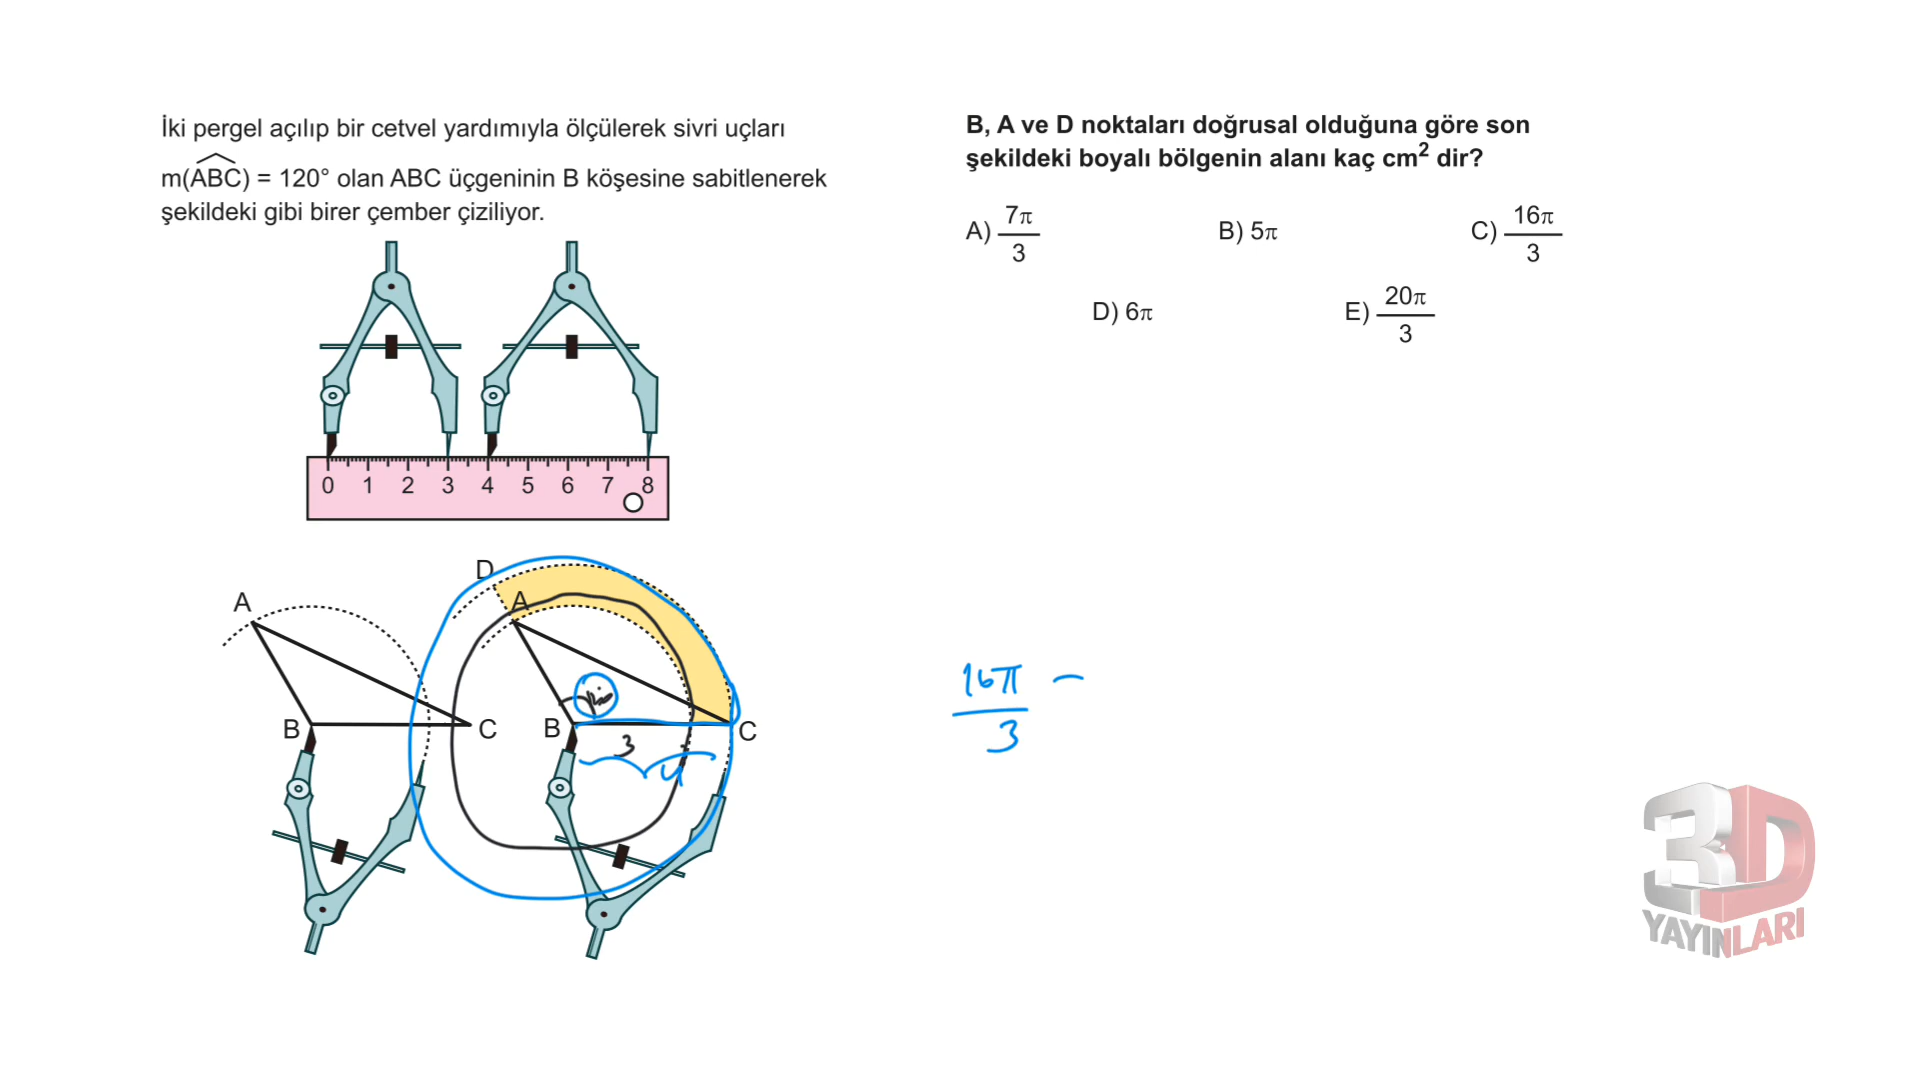 İki pergel açılıp bir cetvel yardımıyla ölçülerek sivri uçları
m(ABC) = 120° olan ABC üçgeninin B köşesine sabitlenerek
şekildeki gibi birer çember çiziliyor.
0 1 2 3 4 5 6 7 8
A
B
C
D
A
B
C
3
4
B, A ve D noktaları doğrusal olduğuna göre son
şekildeki boyalı bölgenin alanı kaç cm² dir?
A) 7π/3 B) 5π C) 16π/3
D) 6π E) 20π/3
16π/3 −
3D
YAYINLARI